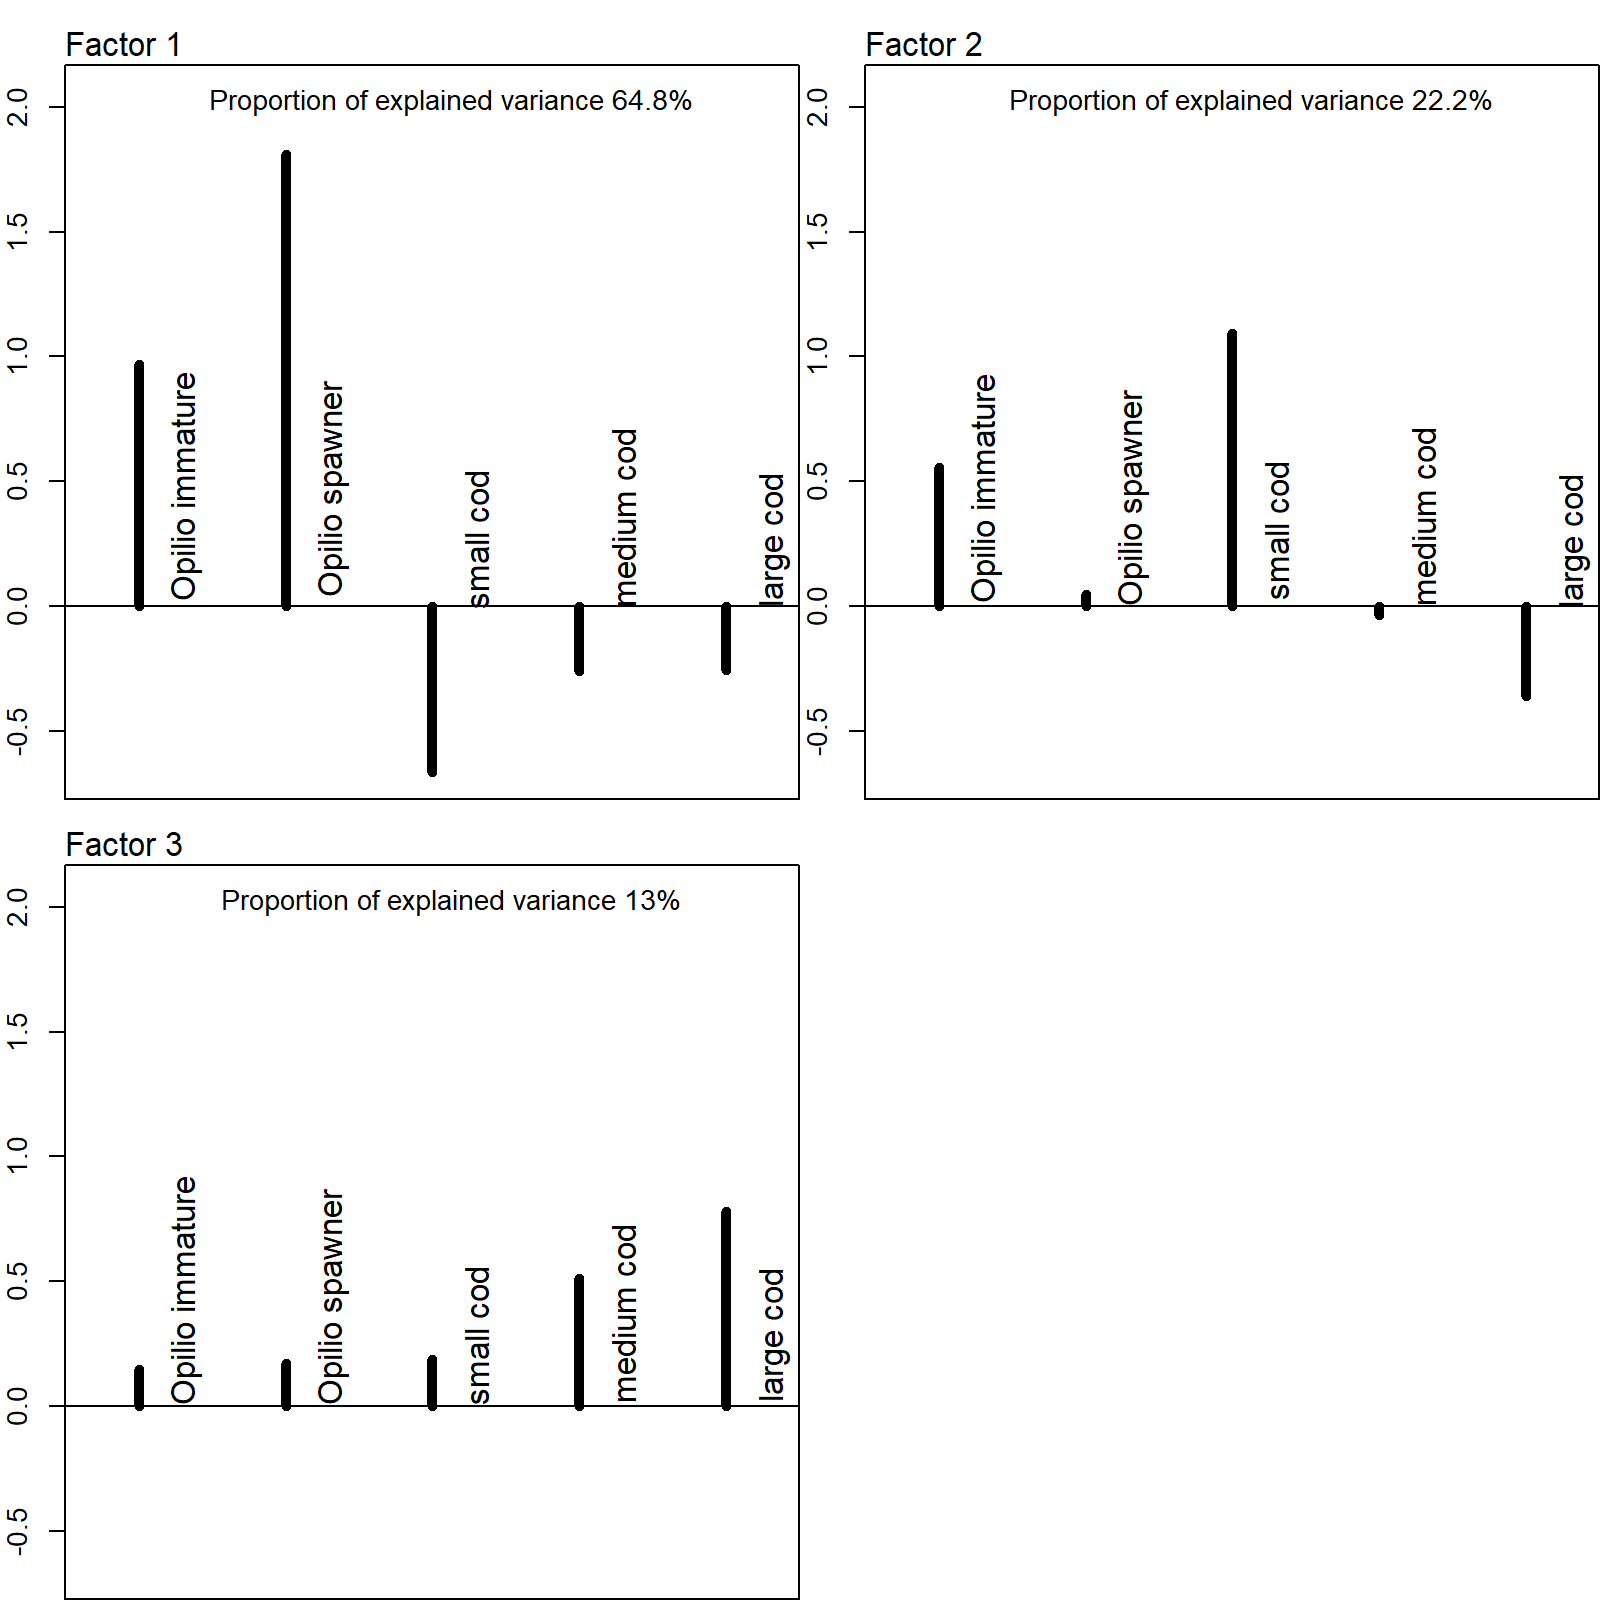 Factor 1
Proportion of explained variance 64.8%
2.0
1.5
1.0
0.5
0.0
-0.5
Opilio immature
Opilio spawner
small cod
medium cod
large cod
Factor 2
Proportion of explained variance 22.2%
2.0
1.5
1.0
0.5
0.0
-0.5
Opilio immature
Opilio spawner
small cod
medium cod
large cod
Factor 3
Proportion of explained variance 13%
2.0
1.5
1.0
0.5
0.0
-0.5
Opilio immature
Opilio spawner
small cod
medium cod
large cod